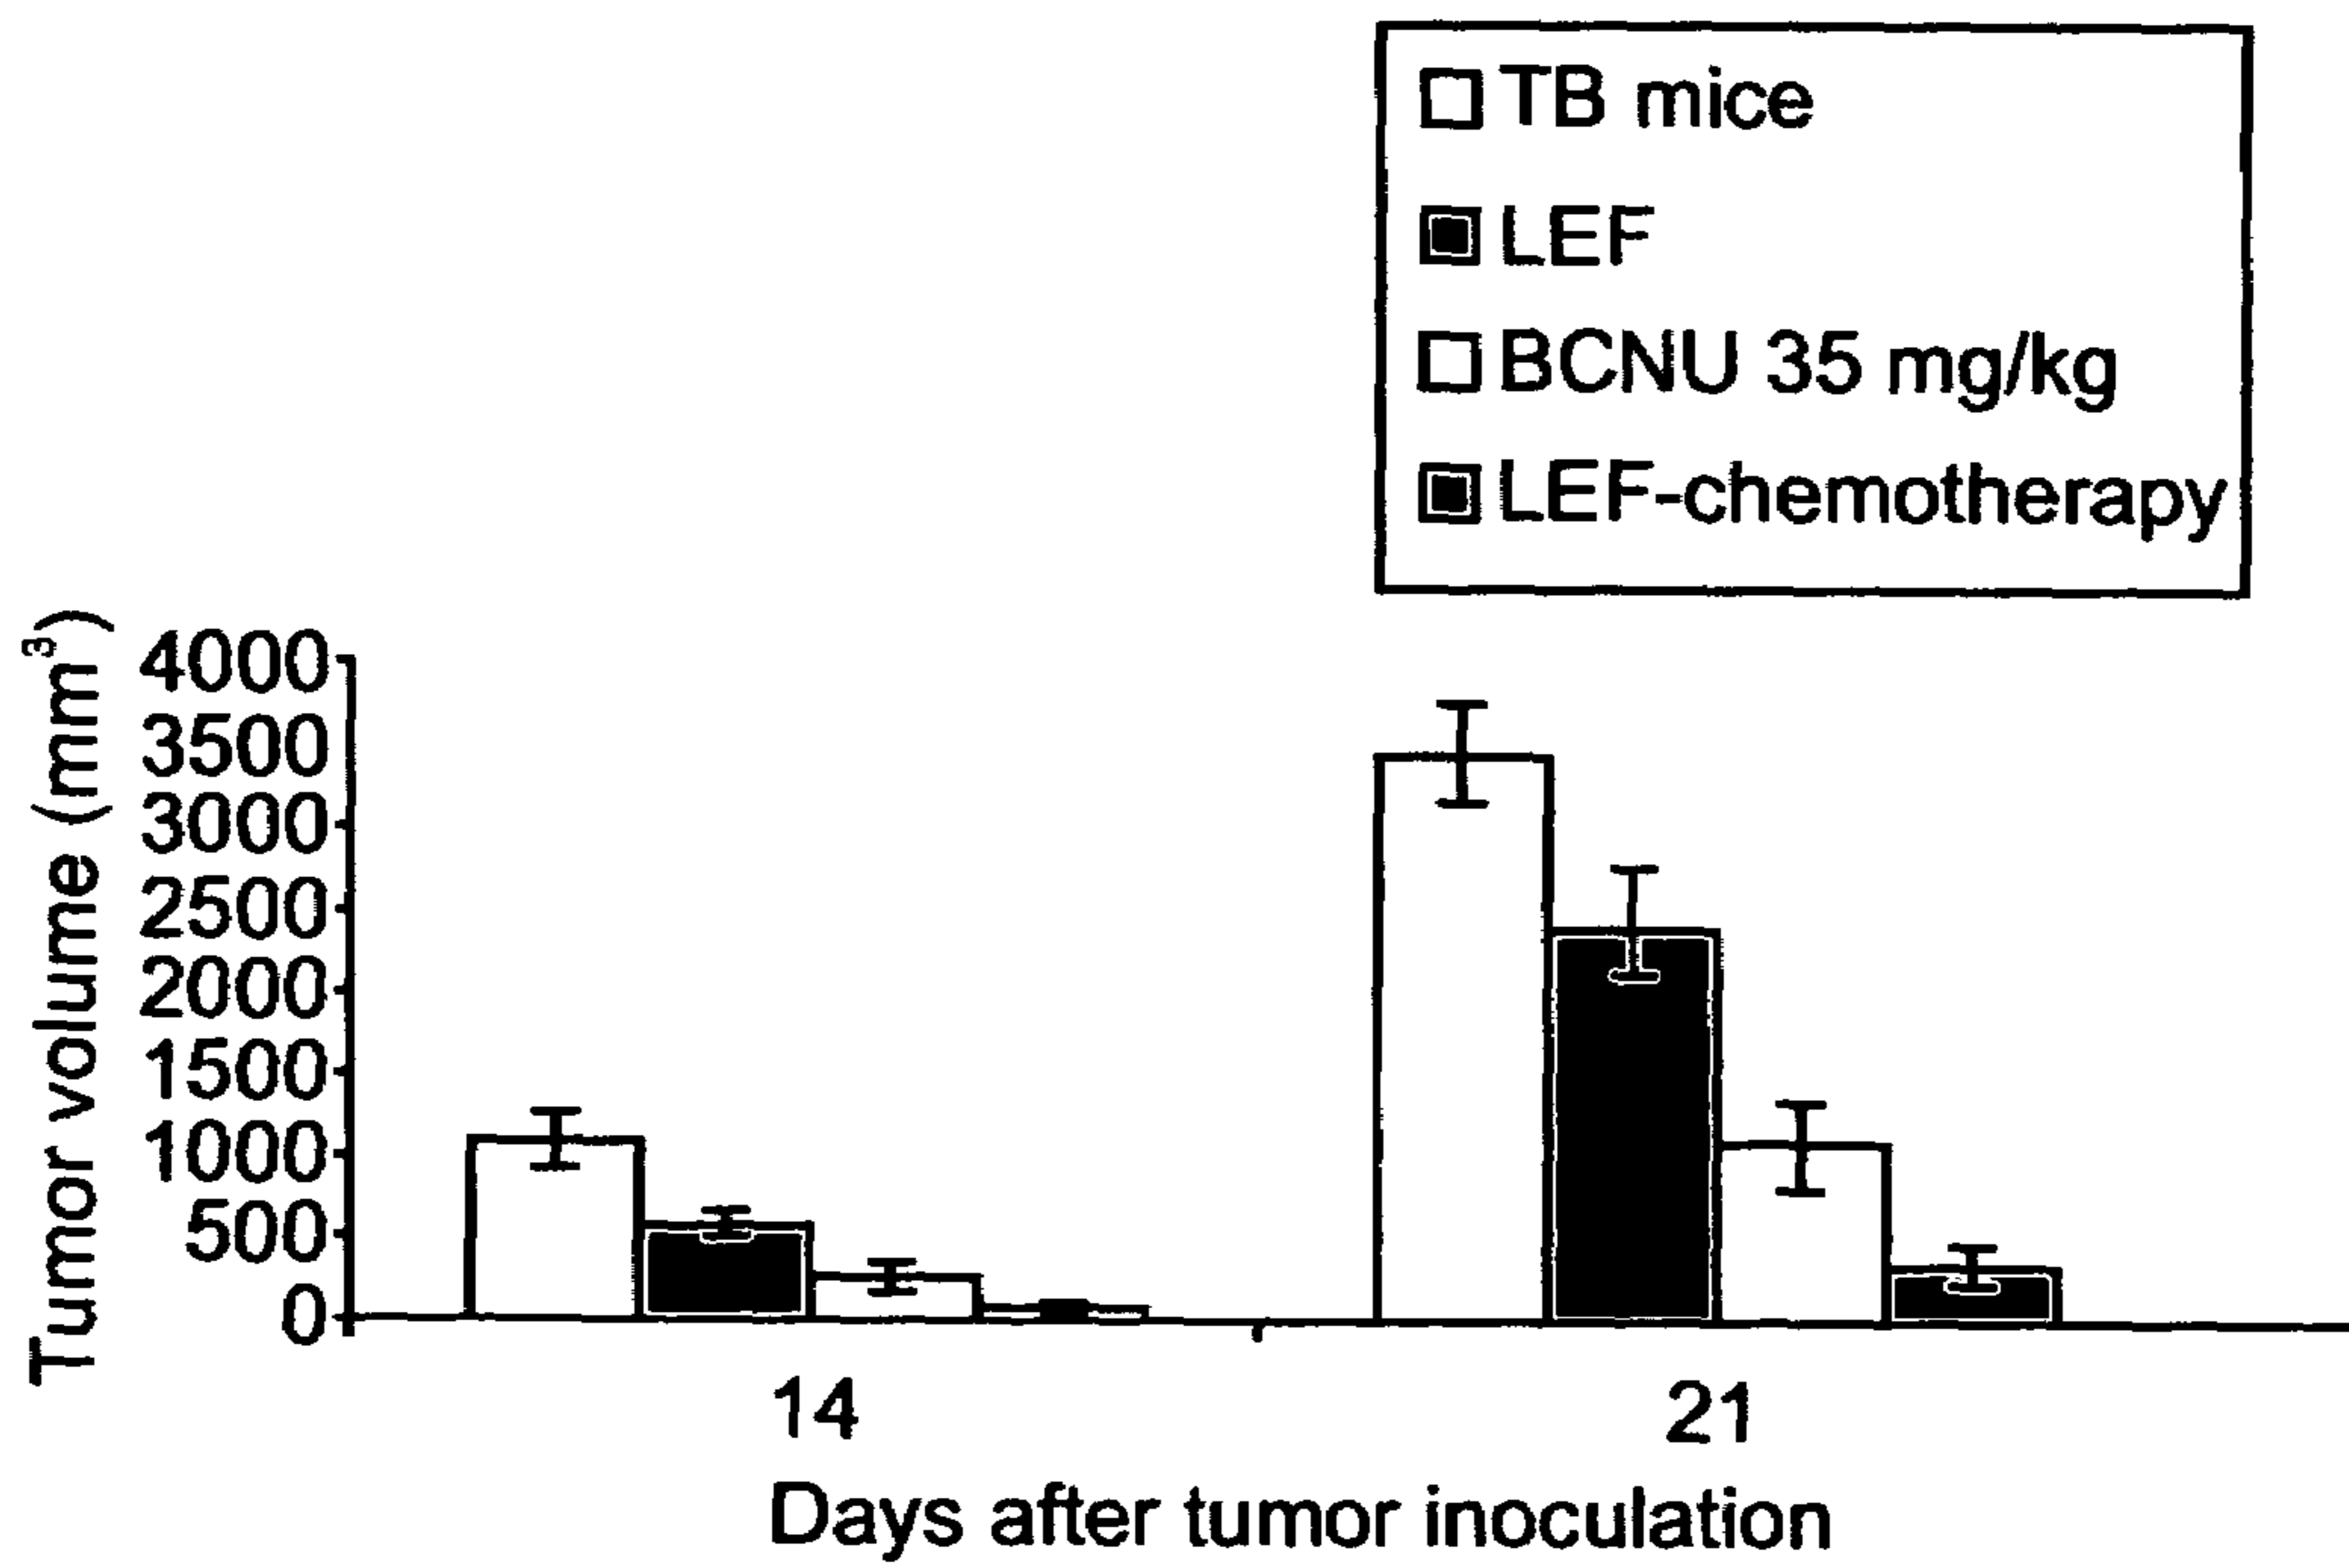 TB mice
LEF
BCNU 35 mg/kg
LEF-chemotherapy
Tumor volume (mm³)
4000
3500
3000
2500
2000
1500
1000
500
0
14
21
Days after tumor inoculation